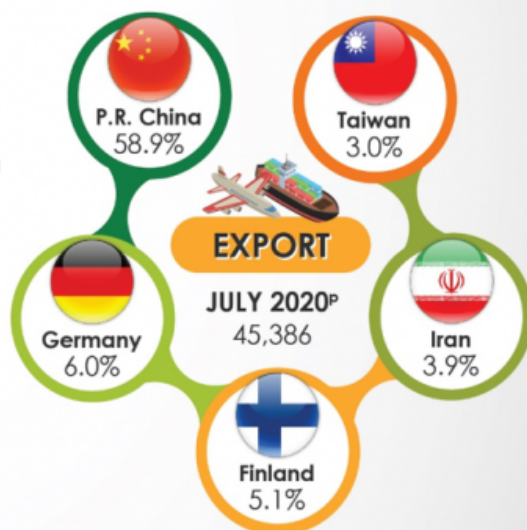 P.R. China
58.9%
Taiwan
3.0%
EXPORT
JULY 2020ᴾ
45,386
Germany
6.0%
Iran
3.9%
Finland
5.1%